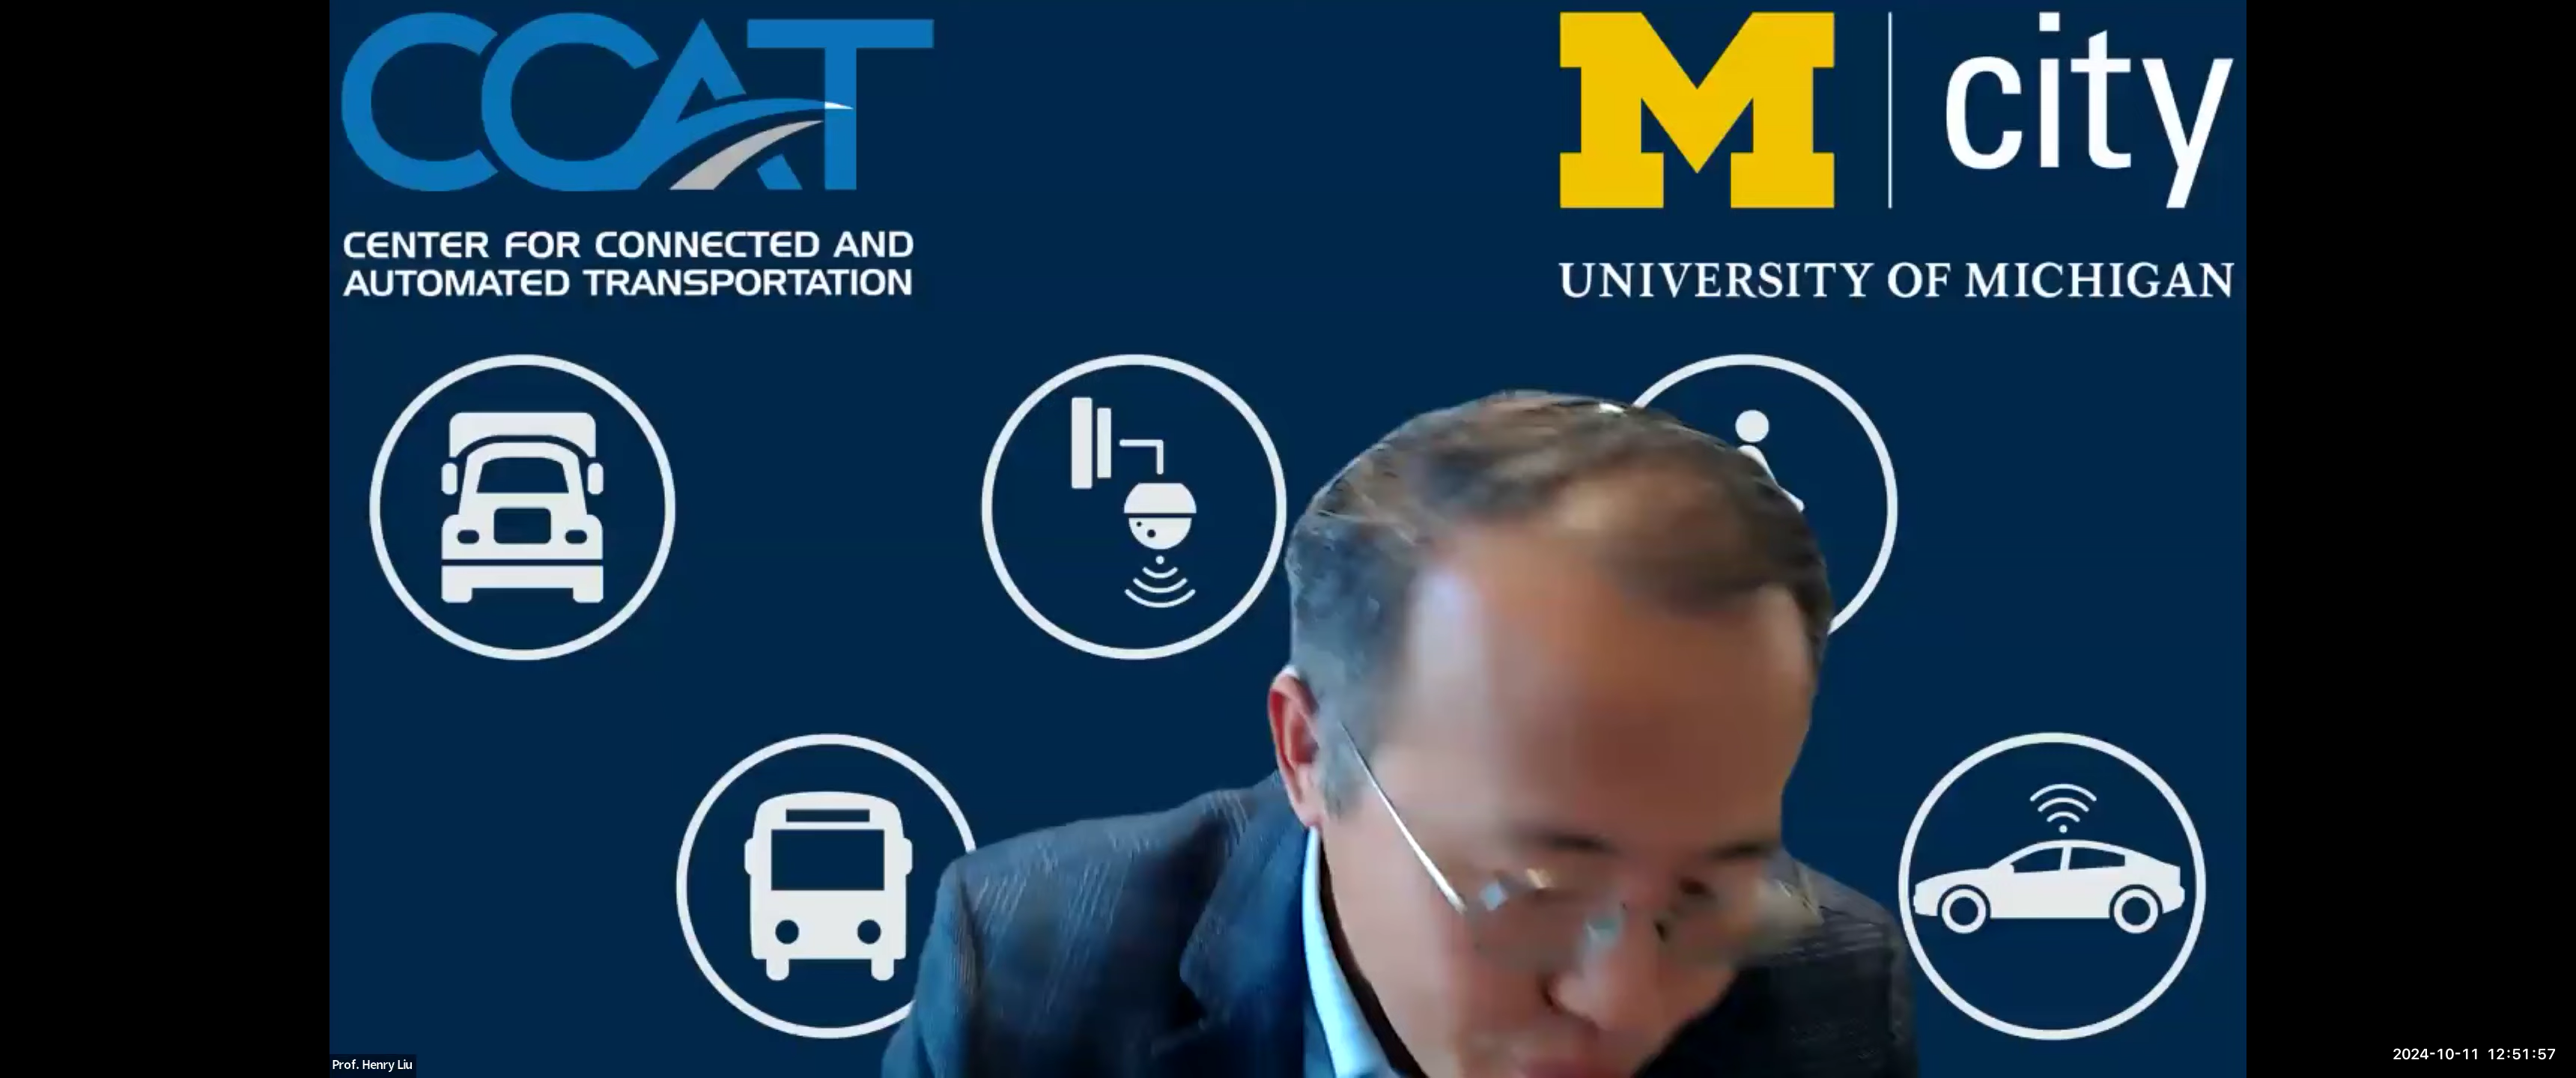 CCAT
CENTER FOR CONNECTED AND
AUTOMATED TRANSPORTATION
M | city
UNIVERSITY OF MICHIGAN
Prof. Henry Liu
2024-10-11 12:51:57